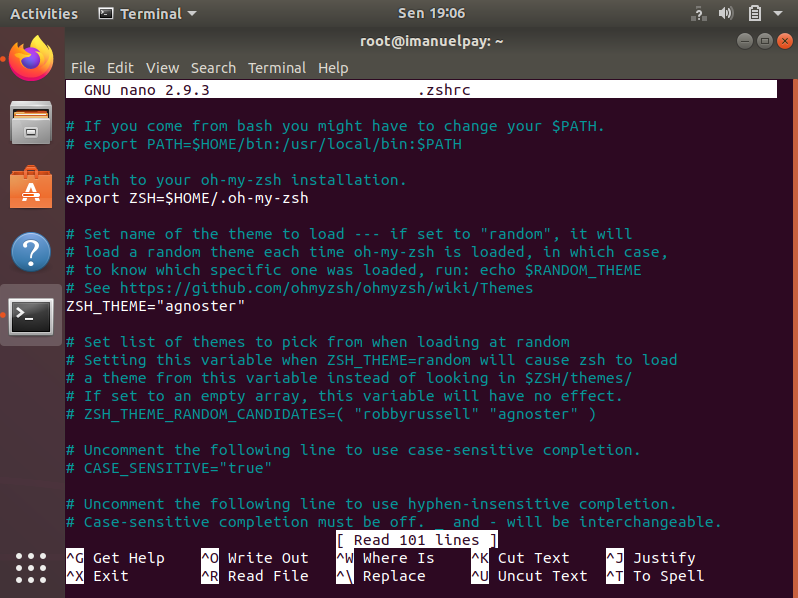 Activities Terminal Sen 19:06
root@imanuelpay: ~
File Edit View Search Terminal Help
GNU nano 2.9.3 .zshrc
# If you come from bash you might have to change your $PATH.
# export PATH=$HOME/bin:/usr/local/bin:$PATH
# Path to your oh-my-zsh installation.
export ZSH=$HOME/.oh-my-zsh
# Set name of the theme to load --- if set to "random", it will
# load a random theme each time oh-my-zsh is loaded, in which case,
# to know which specific one was loaded, run: echo $RANDOM_THEME
# See https://github.com/ohmyzsh/ohmyzsh/wiki/Themes
ZSH_THEME="agnoster"
# Set list of themes to pick from when loading at random
# Setting this variable when ZSH_THEME=random will cause zsh to load
# a theme from this variable instead of looking in $ZSH/themes/
# If set to an empty array, this variable will have no effect.
# ZSH_THEME_RANDOM_CANDIDATES=( "robbyrussell" "agnoster" )
# Uncomment the following line to use case-sensitive completion.
# CASE_SENSITIVE="true"
# Uncomment the following line to use hyphen-insensitive completion.
# Case-sensitive completion must be off. _ and - will be interchangeable.
[ Read 101 lines ]
^G Get Help ^O Write Out ^W Where Is ^K Cut Text ^J Justify
^X Exit ^R Read File ^\ Replace ^U Uncut Text ^T To Spell